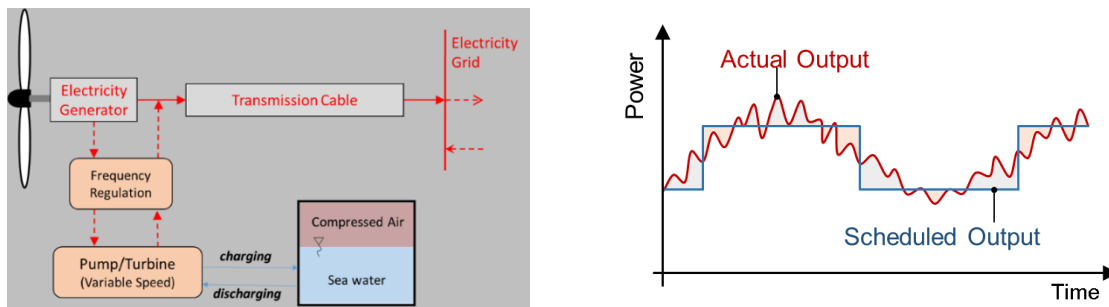 Electricity
Generator
Transmission Cable
Electricity
Grid
Frequency
Regulation
Pump/Turbine
(Variable Speed)
charging
discharging
Compressed Air
Sea water
Power
Actual Output
Scheduled Output
Time